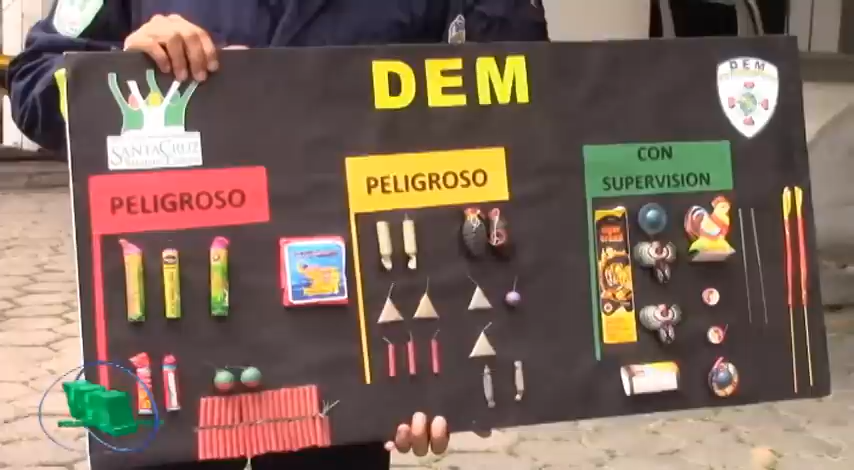 DEM
DEM
SANTA CRUZ
PELIGROSO
PELIGROSO
CON
SUPERVISION